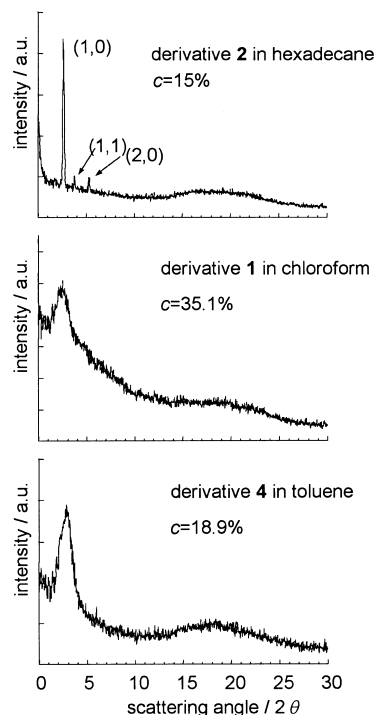 intensity / a.u.
(1,0)
(1,1)
(2,0)
derivative 2 in hexadecane
c=15%
intensity / a.u.
derivative 1 in chloroform
c=35.1%
intensity / a.u.
derivative 4 in toluene
c=18.9%
0 5 10 15 20 25 30
scattering angle / 2 θ